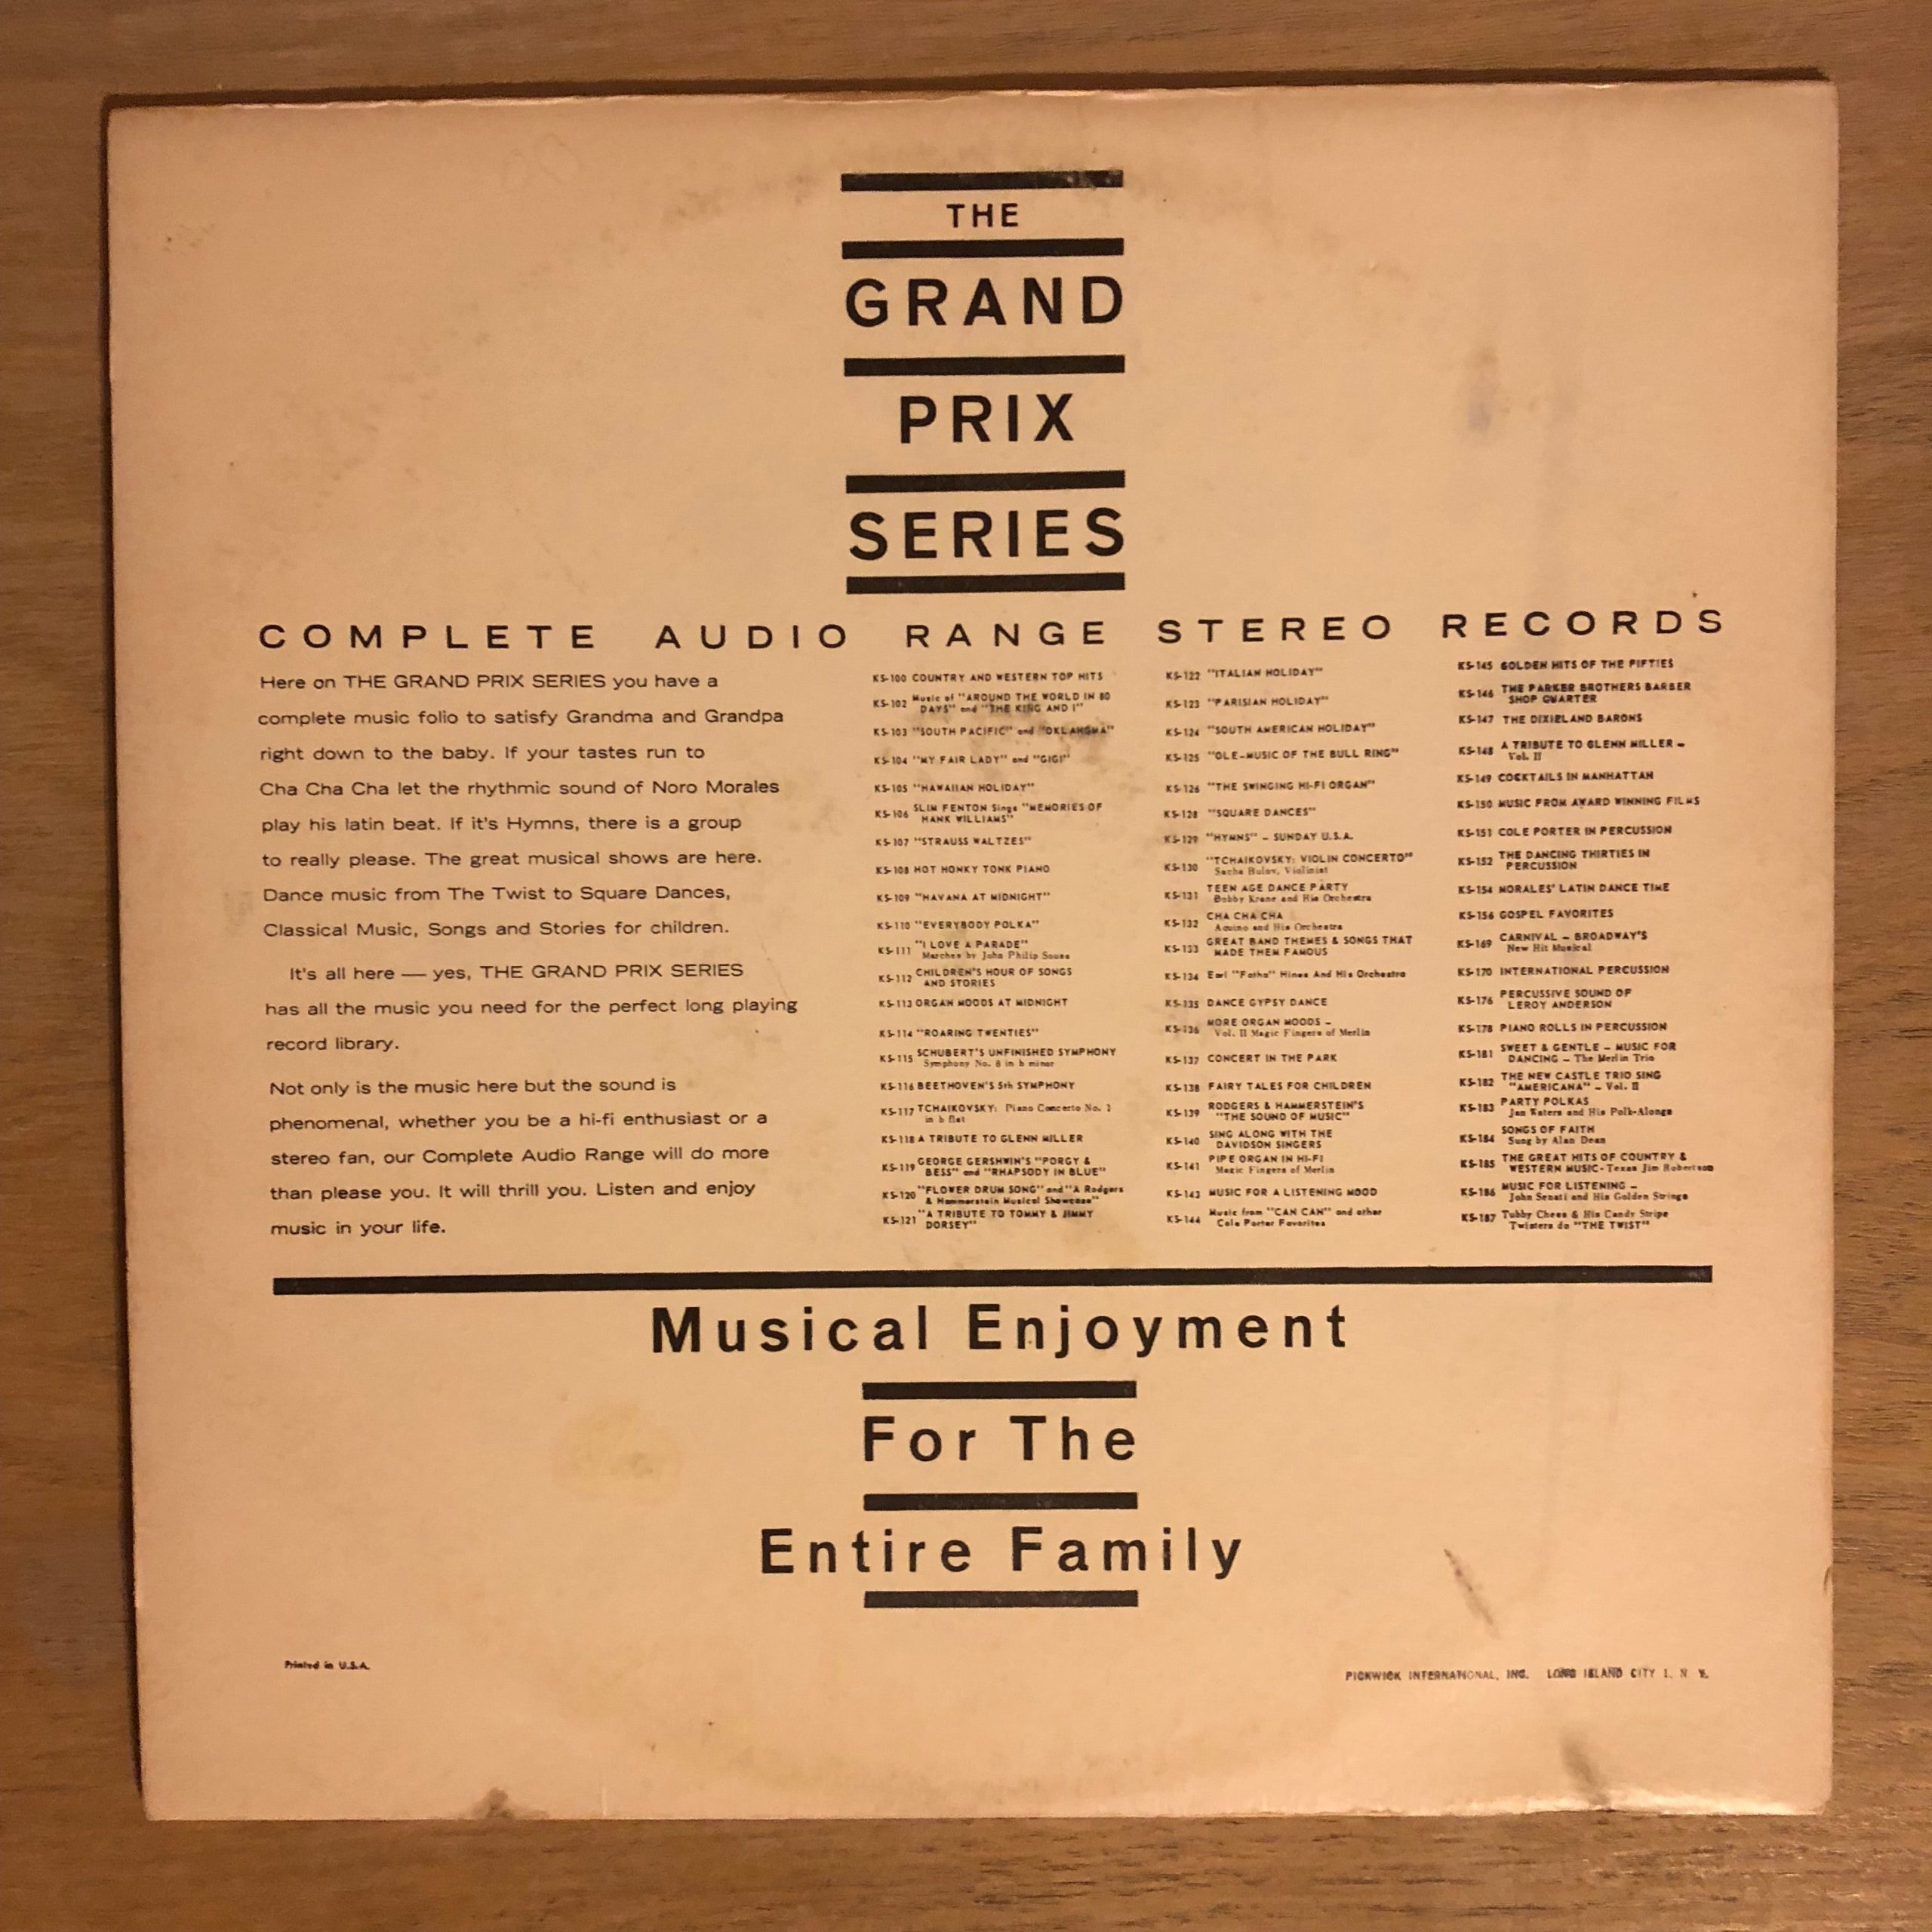 THE
GRAND
PRIX
SERIES
COMPLETE AUDIO RANGE STEREO RECORDS
Here on THE GRAND PRIX SERIES you have a
complete music folio to satisfy Grandma and Grandpa
right down to the baby. If your tastes run to
Cha Cha Cha let the rhythmic sound of Noro Morales
play his latin beat. If it's Hymns, there is a group
to really please. The great musical shows are here.
Dance music from The Twist to Square Dances,
Classical Music, Songs and Stories for children.
It's all here — yes, THE GRAND PRIX SERIES
has all the music you need for the perfect long playing
record library.
Not only is the music here but the sound is
phenomenal, whether you be a hi-fi enthusiast or a
stereo fan, our Complete Audio Range will do more
than please you. It will thrill you. Listen and enjoy
music in your life.
KS-100 COUNTRY AND WESTERN TOP HITS
KS-102 Music of "AROUND THE WORLD IN 80
DAYS" and "THE KING AND I"
KS-103 "SOUTH PACIFIC" and "OKLAHOMA"
KS-104 "MY FAIR LADY" and "GIGI"
KS-105 "HAWAIIAN HOLIDAY"
KS-106 SLIM FENTON Sings "MEMORIES OF
HANK WILLIAMS"
KS-107 "STRAUSS WALTZES"
KS-108 HOT HONKY TONK PIANO
KS-109 "HAVANA AT MIDNIGHT"
KS-110 "EVERYBODY POLKA"
KS-111 "I LOVE A PARADE"
Marches by John Philip Sousa
KS-112 CHILDREN'S HOUR OF SONGS
AND STORIES
KS-113 ORGAN MOODS AT MIDNIGHT
KS-114 "ROARING TWENTIES"
KS-115 SCHUBERT'S UNFINISHED SYMPHONY
Symphony No. 8 in b minor
KS-116 BEETHOVEN'S 5th SYMPHONY
KS-117 TCHAIKOVSKY: Piano Concerto No. 1
in b flat
KS-118 A TRIBUTE TO GLENN MILLER
KS-119 GEORGE GERSHWIN'S "PORGY &
BESS" and "RHAPSODY IN BLUE"
KS-120 "FLOWER DRUM SONG" and "A Rodgers
& Hammerstein Musical Showcase"
KS-121 "A TRIBUTE TO TOMMY & JIMMY
DORSEY"
KS-122 "ITALIAN HOLIDAY"
KS-123 "PARISIAN HOLIDAY"
KS-124 "SOUTH AMERICAN HOLIDAY"
KS-125 "OLE-MUSIC OF THE BULL RING"
KS-126 "THE SWINGING HI-FI ORGAN"
KS-128 "SQUARE DANCES"
KS-129 "HYMNS" – SUNDAY U.S.A.
KS-130 "TCHAIKOVSKY: VIOLIN CONCERTO"
Sacha Bulov, Violinist
KS-131 TEEN AGE DANCE PARTY
Bobby Krane and His Orchestra
KS-132 CHA CHA CHA
Aquino and His Orchestra
KS-133 GREAT BAND THEMES & SONGS THAT
MADE THEM FAMOUS
KS-134 Earl "Fatha" Hines And His Orchestra
KS-135 DANCE GYPSY DANCE
KS-136 MORE ORGAN MOODS –
Vol. II Magic Fingers of Merlin
KS-137 CONCERT IN THE PARK
KS-138 FAIRY TALES FOR CHILDREN
KS-139 RODGERS & HAMMERSTEIN'S
"THE SOUND OF MUSIC"
KS-140 SING ALONG WITH THE
DAVIDSON SINGERS
KS-141 PIPE ORGAN IN HI-FI
Magic Fingers of Merlin
KS-143 MUSIC FOR A LISTENING MOOD
KS-144 Music from "CAN CAN" and other
Cole Porter Favorites
KS-145 GOLDEN HITS OF THE FIFTIES
KS-146 THE PARKER BROTHERS BARBER
SHOP QUARTER
KS-147 THE DIXIELAND BARONS
KS-148 A TRIBUTE TO GLENN MILLER –
Vol. II
KS-149 COCKTAILS IN MANHATTAN
KS-150 MUSIC FROM AWARD WINNING FILMS
KS-151 COLE PORTER IN PERCUSSION
KS-152 THE DANCING THIRTIES IN
PERCUSSION
KS-154 MORALES' LATIN DANCE TIME
KS-156 GOSPEL FAVORITES
KS-169 CARNIVAL – BROADWAY'S
New Hit Musical
KS-170 INTERNATIONAL PERCUSSION
KS-176 PERCUSSIVE SOUND OF
LEROY ANDERSON
KS-178 PIANO ROLLS IN PERCUSSION
KS-181 SWEET & GENTLE – MUSIC FOR
DANCING – The Merlin Trio
KS-182 THE NEW CASTLE TRIO SING
"AMERICANA" – Vol. II
KS-183 PARTY POLKAS
Jan Katers and His Polk-Alongs
KS-184 SONGS OF FAITH
Sung by Alan Dean
KS-185 THE GREAT HITS OF COUNTRY &
WESTERN MUSIC - Texas Jim Robertson
KS-186 MUSIC FOR LISTENING –
John Senati and His Golden Strings
KS-187 Tubby Chess & His Candy Stripe
Twisters do "THE TWIST"
Musical Enjoyment
For The
Entire Family
Printed in U.S.A.
PICKWICK INTERNATIONAL, INC. LONG ISLAND CITY 1, N. Y.